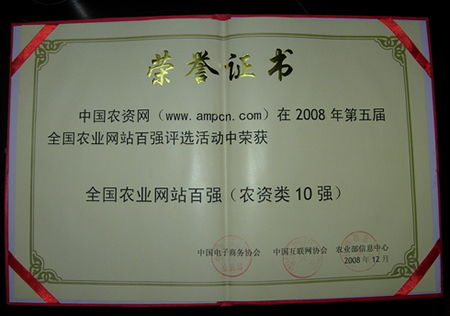 荣誉证书
中国农资网（www.ampcn.com）在2008年第五届
全国农业网站百强评选活动中荣获
全国农业网站百强（农资类10强）
中国电子商务协会 中国互联网协会 农业部信息中心
2008年12月